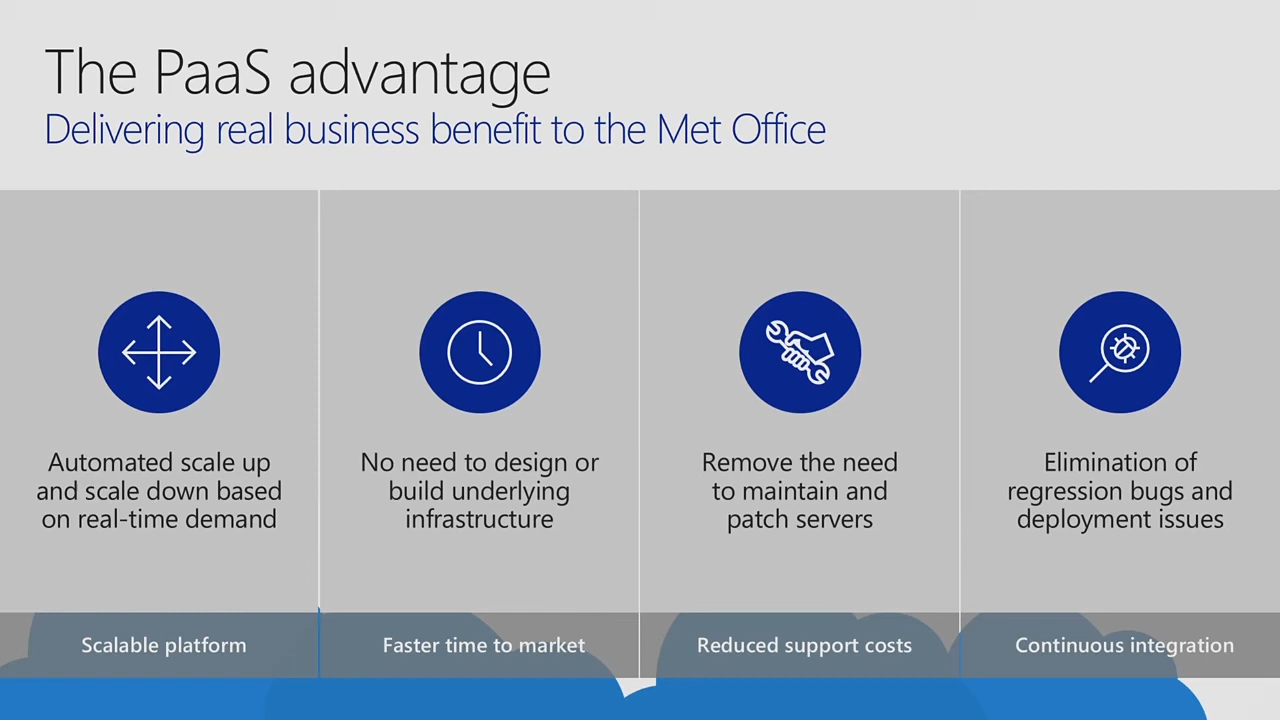 The PaaS advantage
Delivering real business benefit to the Met Office
Automated scale up
and scale down based
on real-time demand
Scalable platform
No need to design or
build underlying
infrastructure
Faster time to market
Remove the need
to maintain and
patch servers
Reduced support costs
Elimination of
regression bugs and
deployment issues
Continuous integration